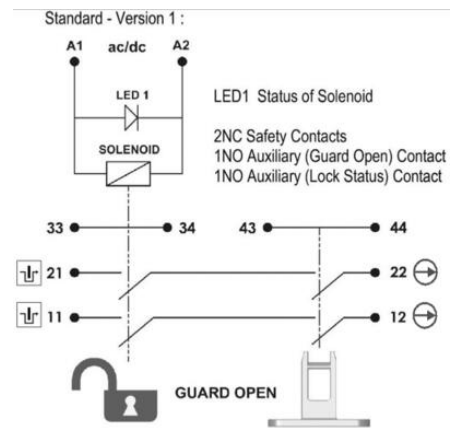 Standard - Version 1 :
A1 ac/dc A2
LED 1
LED1 Status of Solenoid
SOLENOID
2NC Safety Contacts
1NO Auxiliary (Guard Open) Contact
1NO Auxiliary (Lock Status) Contact
33 34 43 44
21 22
11 12
GUARD OPEN